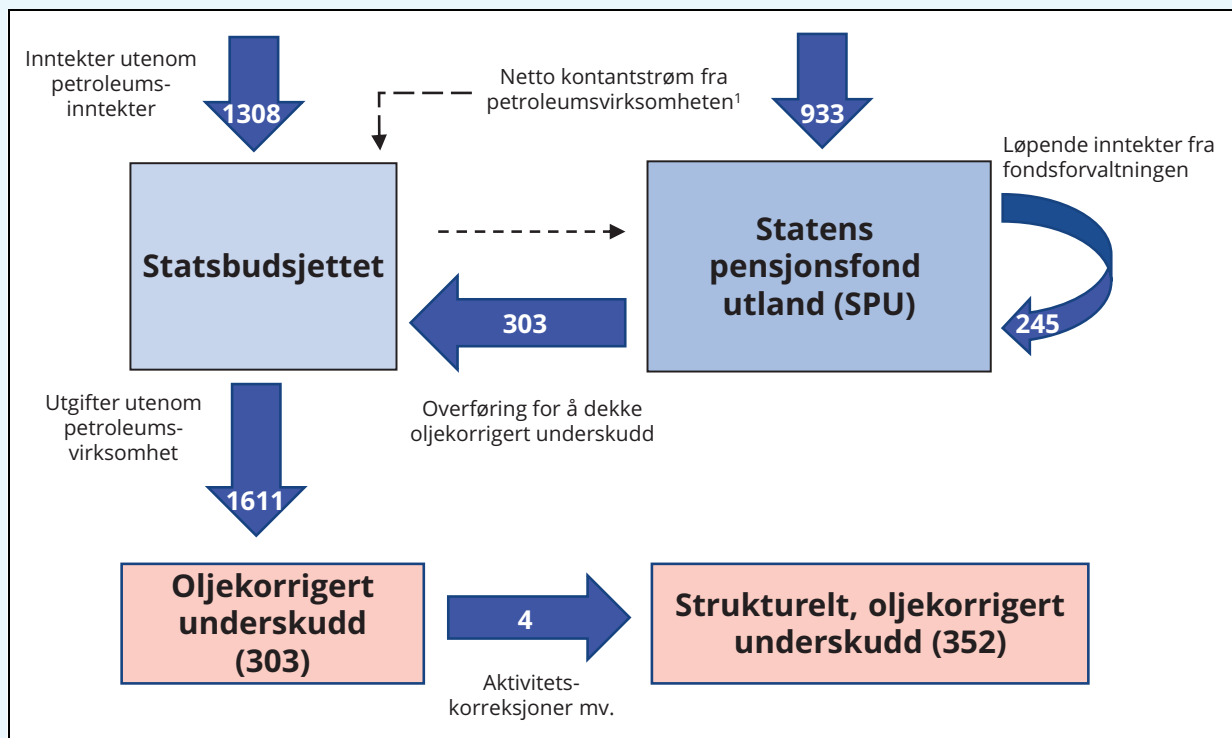 Inntekter utenom
petroleums-
inntekter
1308
Netto kontantstrøm fra
petroleumsvirksomheten¹
933
Løpende inntekter fra
fondsforvaltningen
Statsbudsjettet
Statens
pensjonsfond
utland (SPU)
303
245
Utgifter utenom
petroleums-
virksomhet
Overføring for å dekke
oljekorrigert underskudd
1611
Oljekorrigert
underskudd
(303)
4
Strukturelt, oljekorrigert
underskudd (352)
Aktivitets-
korreksjoner mv.